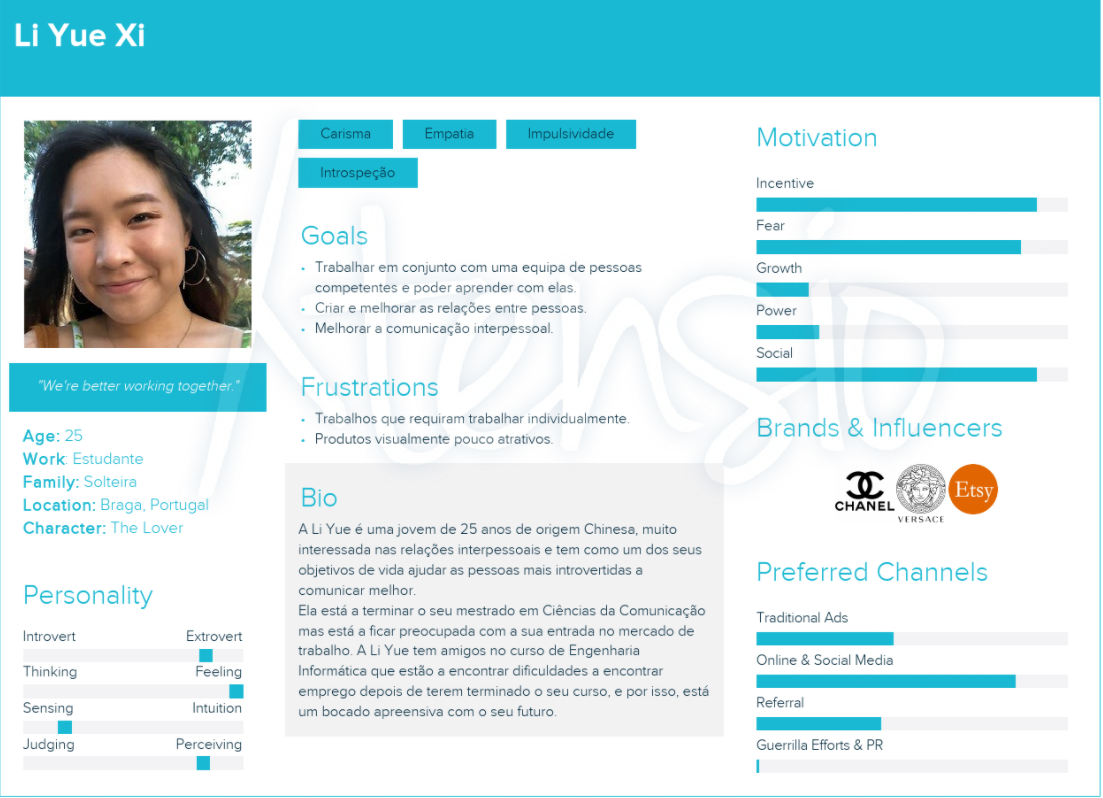 Li Yue Xi
"We're better working together."
Age: 25
Work: Estudante
Family: Solteira
Location: Braga, Portugal
Character: The Lover
Personality
Introvert Extrovert
Thinking Feeling
Sensing Intuition
Judging Perceiving
Carisma Empatia Impulsividade
Introspeção
Goals
Trabalhar em conjunto com uma equipa de pessoas
competentes e poder aprender com elas.
Criar e melhorar as relações entre pessoas.
Melhorar a comunicação interpessoal.
Frustrations
Trabalhos que requiram trabalhar individualmente.
Produtos visualmente pouco atrativos.
Bio
A Li Yue é uma jovem de 25 anos de origem Chinesa, muito
interessada nas relações interpessoais e tem como um dos seus
objetivos de vida ajudar as pessoas mais introvertidas a
comunicar melhor.
Ela está a terminar o seu mestrado em Ciências da Comunicação
mas está a ficar preocupada com a sua entrada no mercado de
trabalho. A Li Yue tem amigos no curso de Engenharia
Informática que estão a encontrar dificuldades a encontrar
emprego depois de terem terminado o seu curso, e por isso, está
um bocado apreensiva com o seu futuro.
Motivation
Incentive
Fear
Growth
Power
Social
Brands & Influencers
CHANEL
VERSACE
Etsy
Preferred Channels
Traditional Ads
Online & Social Media
Referral
Guerrilla Efforts & PR
Xtensio